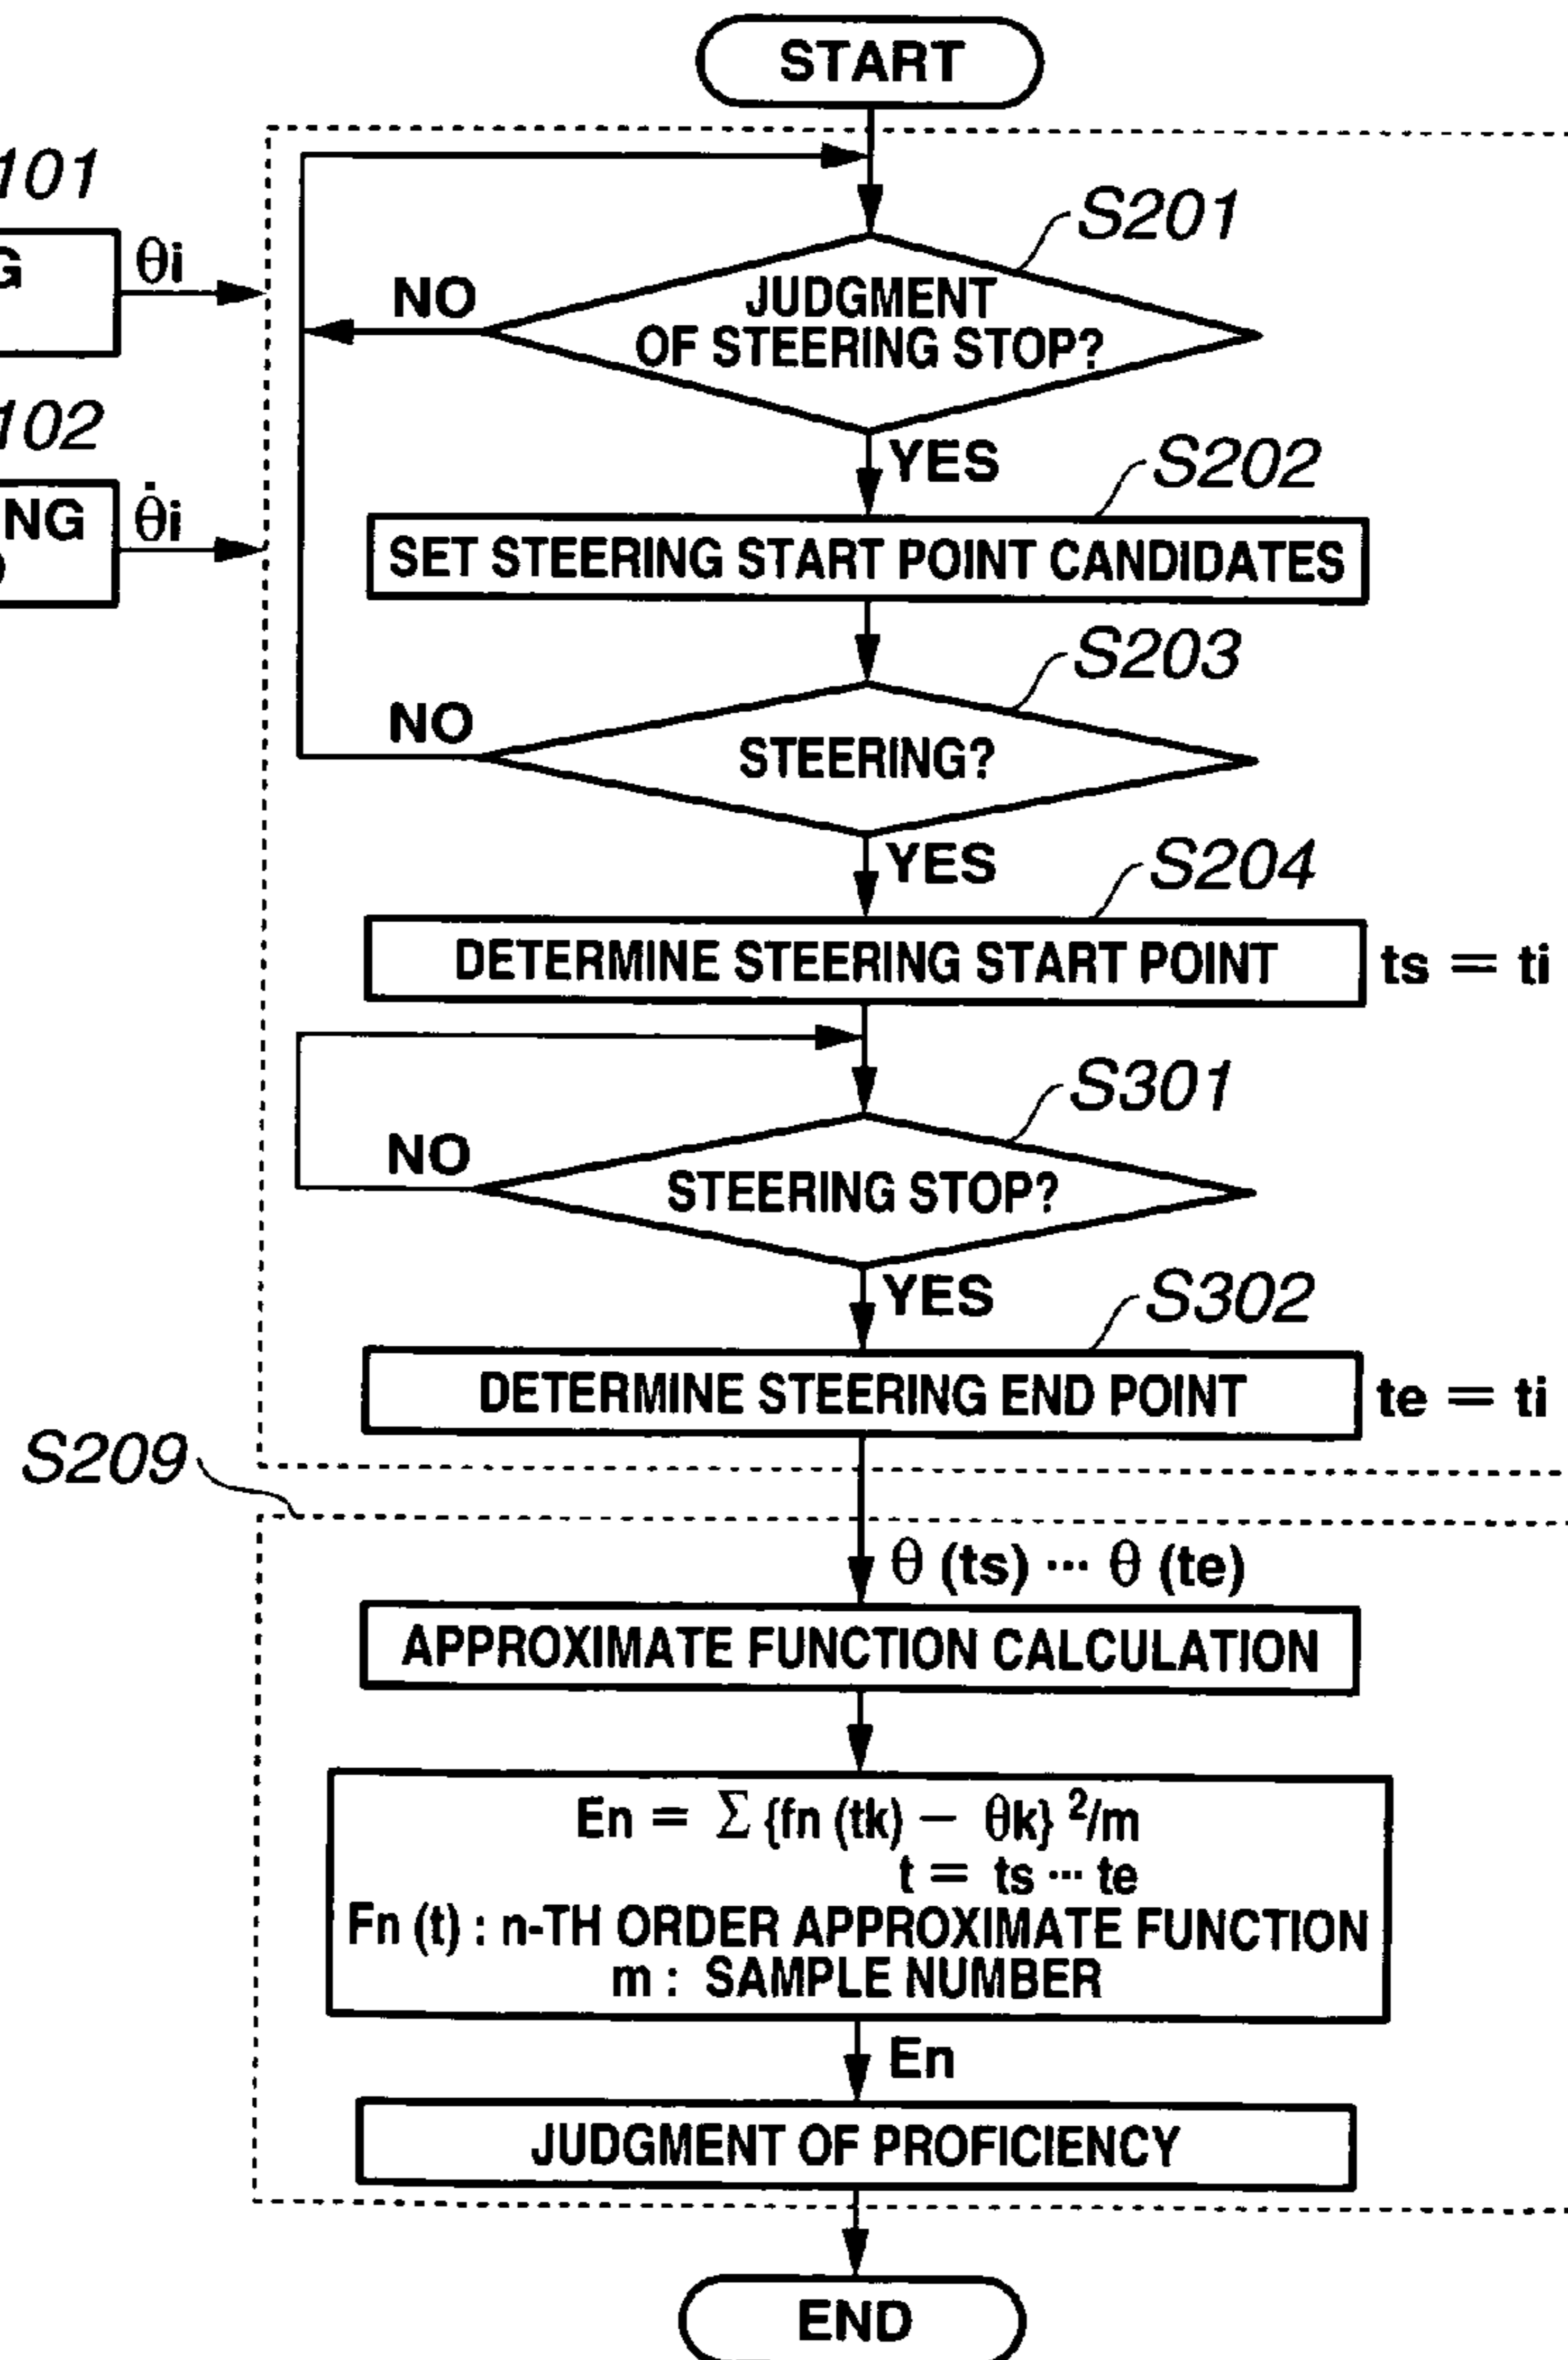 START
101
G
θi
S201
NO
JUDGMENT
OF STEERING STOP?
102
NG
θ̇i
YES
S202
SET STEERING START POINT CANDIDATES
S203
NO
STEERING?
YES
S204
DETERMINE STEERING START POINT
ts = ti
S301
NO
STEERING STOP?
YES
S302
DETERMINE STEERING END POINT
te = ti
S209
θ (ts) ··· θ (te)
APPROXIMATE FUNCTION CALCULATION
En = Σ {fn (tk) − θk} ²/m
t = ts ··· te
Fn (t) : n-TH ORDER APPROXIMATE FUNCTION
m : SAMPLE NUMBER
En
JUDGMENT OF PROFICIENCY
END